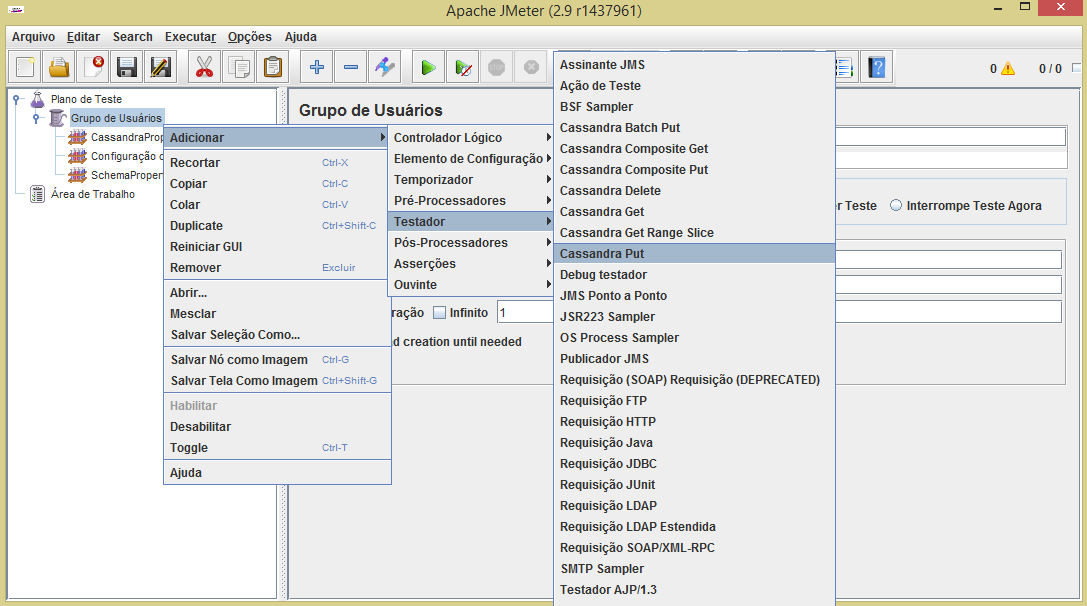 Apache JMeter (2.9 r1437961)
Arquivo Editar Search Executar Opções Ajuda
0 0 / 0
Plano de Teste
Grupo de Usuários
CassandraProp
Configuração
SchemaProper
Área de Trabalho
Grupo de Usuários
Adicionar
Recortar Ctrl-X
Copiar Ctrl-C
Colar Ctrl-V
Duplicate Ctrl+Shift-C
Reiniciar GUI
Remover Excluir
Abrir...
Mesclar
Salvar Seleção Como...
Salvar Nó como Imagem Ctrl-G
Salvar Tela Como Imagem Ctrl+Shift-G
Habilitar
Desabilitar
Toggle Ctrl-T
Ajuda
Controlador Lógico
Elemento de Configuração
Temporizador
Pré-Processadores
Testador
Pós-Processadores
Asserções
Ouvinte
Assinante JMS
Ação de Teste
BSF Sampler
Cassandra Batch Put
Cassandra Composite Get
Cassandra Composite Put
Cassandra Delete
Cassandra Get
Cassandra Get Range Slice
Cassandra Put
Debug testador
JMS Ponto a Ponto
JSR223 Sampler
OS Process Sampler
Publicador JMS
Requisição (SOAP) Requisição (DEPRECATED)
Requisição FTP
Requisição HTTP
Requisição Java
Requisição JDBC
Requisição JUnit
Requisição LDAP
Requisição LDAP Estendida
Requisição SOAP/XML-RPC
SMTP Sampler
Testador AJP/1.3
r Teste Interrompe Teste Agora
ração Infinito 1
d creation until needed